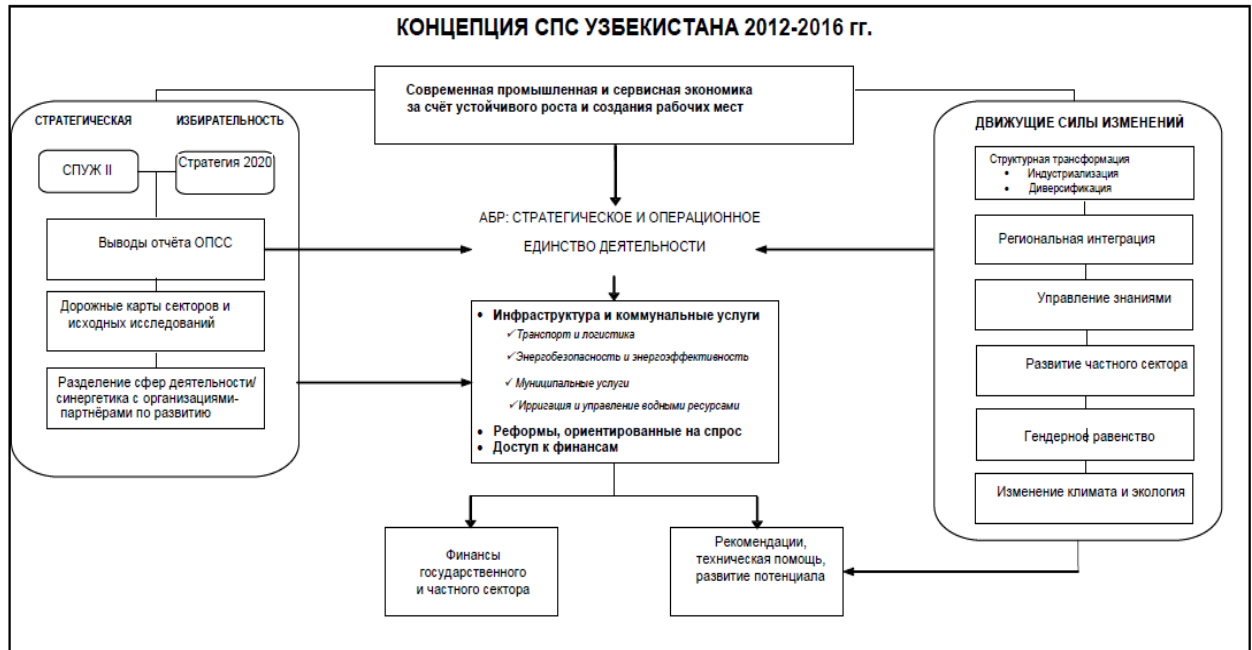 КОНЦЕПЦИЯ СПС УЗБЕКИСТАНА 2012-2016 гг.
Современная промышленная и сервисная экономика
за счёт устойчивого роста и создания рабочих мест
СТРАТЕГИЧЕСКАЯ ИЗБИРАТЕЛЬНОСТЬ
СПУЖ II
Стратегия 2020
Выводы отчёта ОПСС
Дорожные карты секторов и
исходных исследований
Разделение сфер деятельности/
синергетика с организациями-
партнёрами по развитию
АБР: СТРАТЕГИЧЕСКОЕ И ОПЕРАЦИОННОЕ
ЕДИНСТВО ДЕЯТЕЛЬНОСТИ
• Инфраструктура и коммунальные услуги
✓Транспорт и логистика
✓Энергобезопасность и энергоэффективность
✓ Муниципальные услуги
✓Ирригация и управление водными ресурсами
• Реформы, ориентированные на спрос
• Доступ к финансам
Финансы
государственного
и частного сектора
Рекомендации,
техническая помощь,
развитие потенциала
ДВИЖУЩИЕ СИЛЫ ИЗМЕНЕНИЙ
Структурная трансформация
• Индустриализация
• Диверсификация
Региональная интеграция
Управление знаниями
Развитие частного сектора
Гендерное равенство
Изменение климата и экология